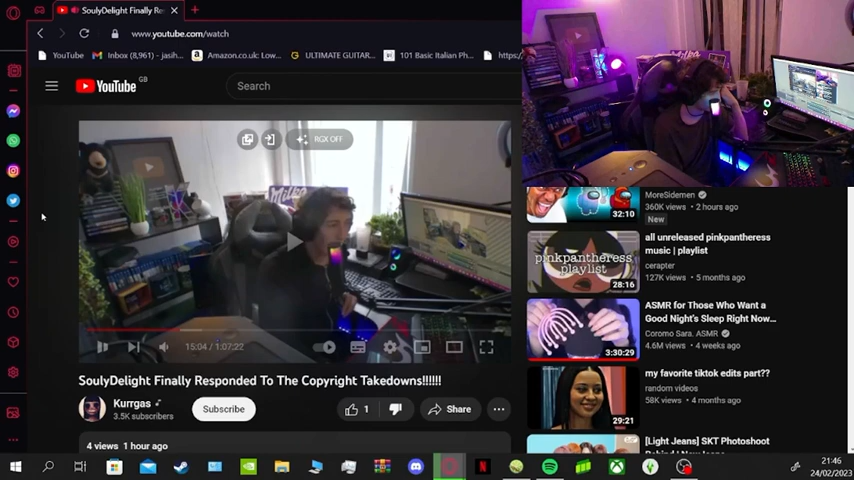 SoulyDelight Finally Res
www.youtube.com/watch
YouTube
Inbox (8,961) - jasih...
Amazon.co.uk: Low...
ULTIMATE GUITAR...
101 Basic Italian Ph...
https:/
YouTube
GB
Search
RGX OFF
Milka
15:04 / 1:07:22
SoulyDelight Finally Responded To The Copyright Takedowns!!!!!!
Kurrgas
3.5K subscribers
Subscribe
1
Share
4 views 1 hour ago
MoreSidemen
360K views • 2 hours ago
New
32:10
pinkpantheress
playlist
28:16
all unreleased pinkpantheress
music | playlist
cerapter
127K views • 5 months ago
3:30:29
ASMR for Those Who Want a
Good Night's Sleep Right Now...
Coromo Sara. ASMR
4.6M views • 4 weeks ago
29:21
my favorite tiktok edits part??
random videos
58K views • 4 months ago
[Light Jeans] SKT Photoshoot
21:46
24/02/2023